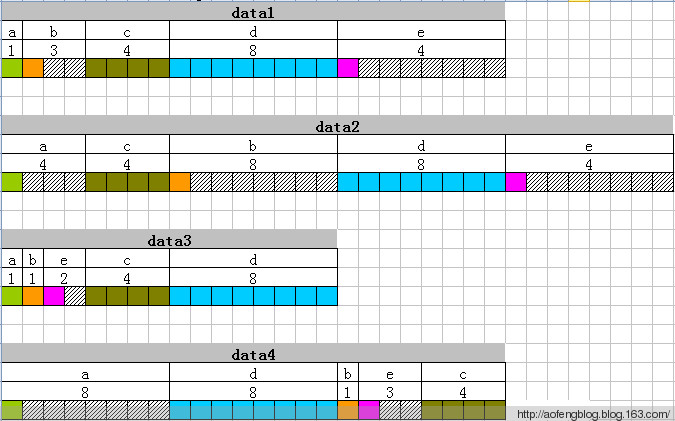 data1
a b c d e
1 3 4 8 4
data2
a c b d e
4 4 8 8 4
data3
a b e c d
1 1 2 4 8
data4
a d b e c
8 8 1 3 4
http://aofengblog.blog.163.com/